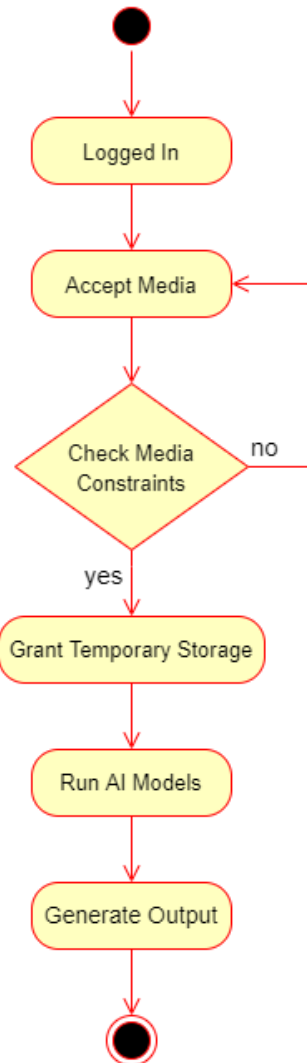 Logged In
Accept Media
Check Media
Constraints
no
yes
Grant Temporary Storage
Run AI Models
Generate Output